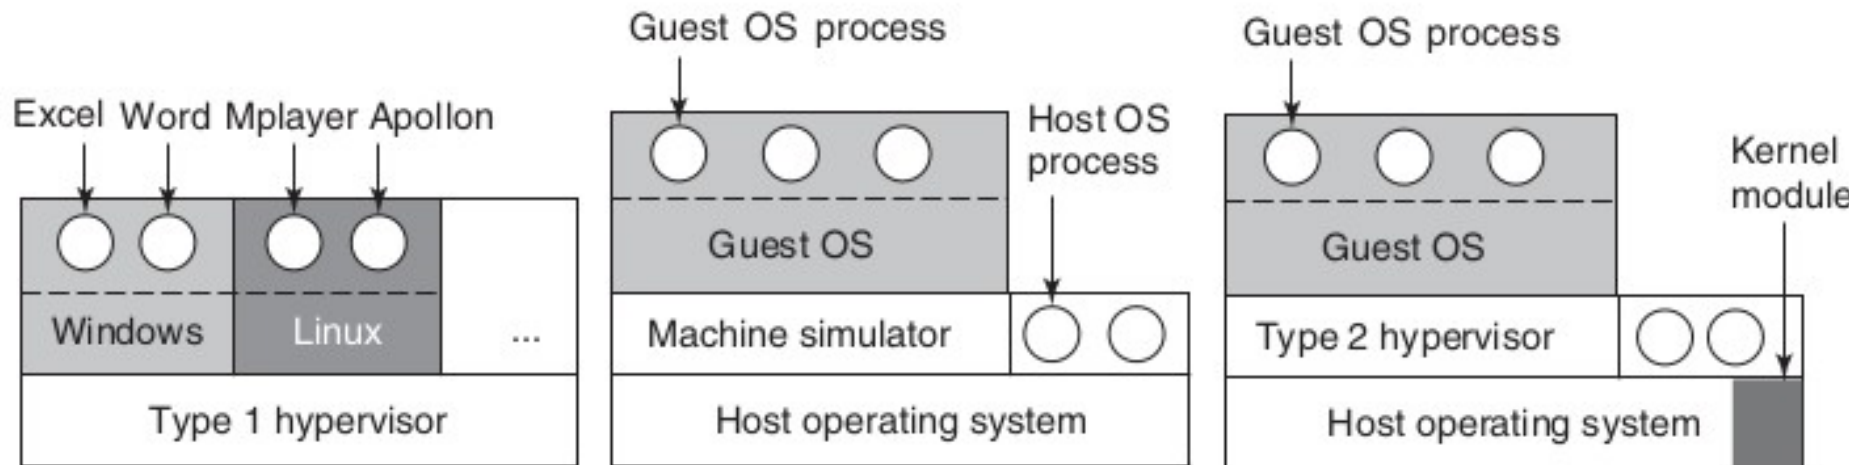 Excel Word Mplayer Apollon
Windows
Linux
...
Type 1 hypervisor
Guest OS process
Host OS
process
Guest OS
Machine simulator
Host operating system
Guest OS process
Kernel
module
Guest OS
Type 2 hypervisor
Host operating system